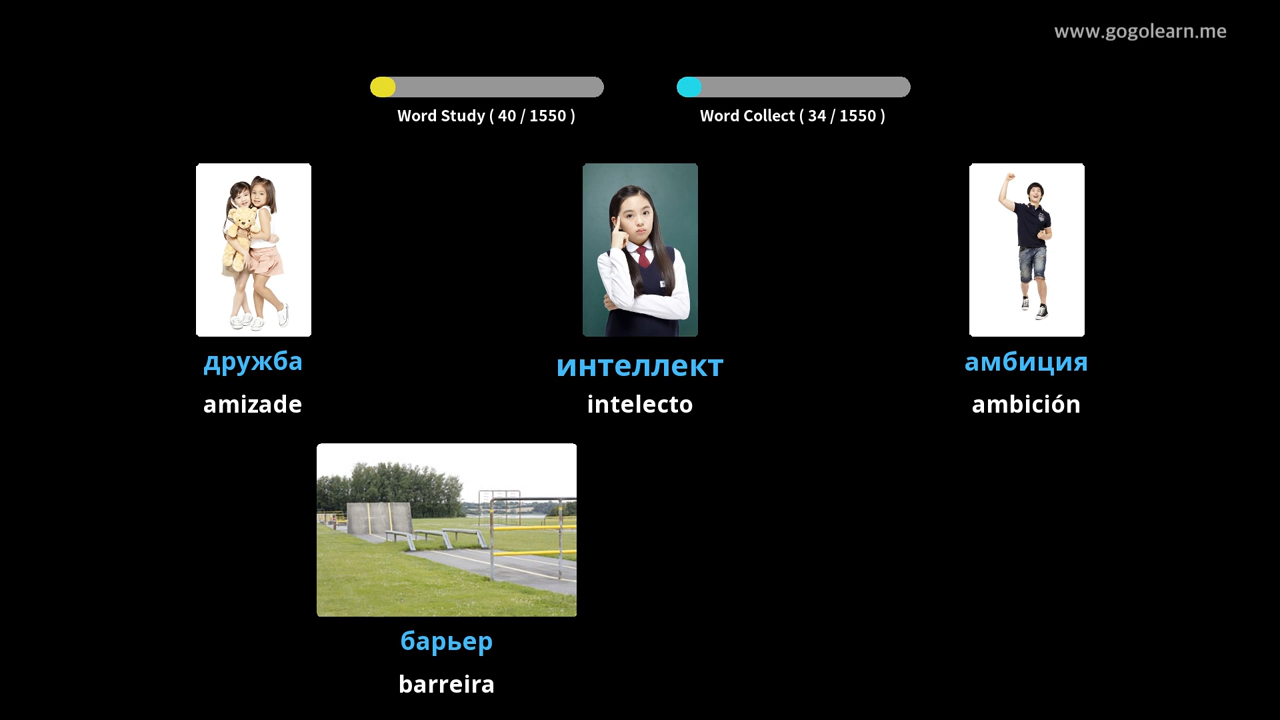 www.gogolearn.me
Word Study ( 40 / 1550 )
Word Collect ( 34 / 1550 )
дружба
интеллект
амбиция
amizade
intelecto
ambición
барьер
barreira